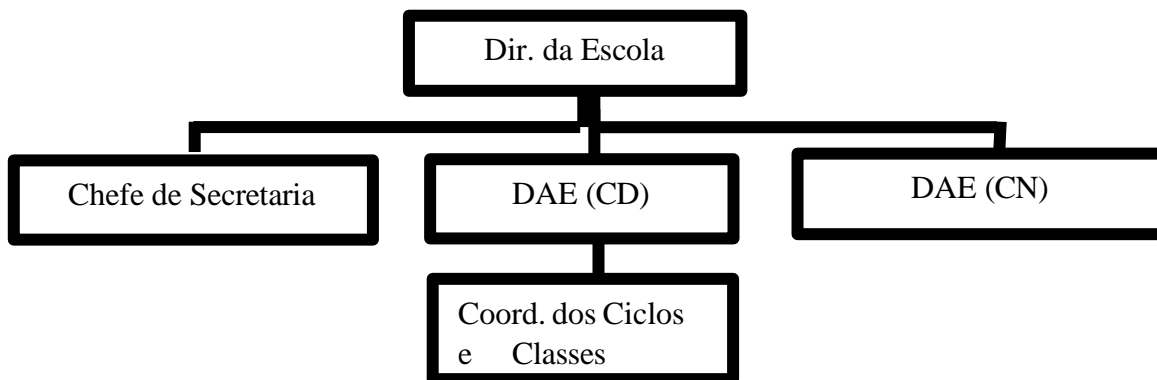 Dir. da Escola
Chefe de Secretaria
DAE (CD)
DAE (CN)
Coord. dos Ciclos
e Classes